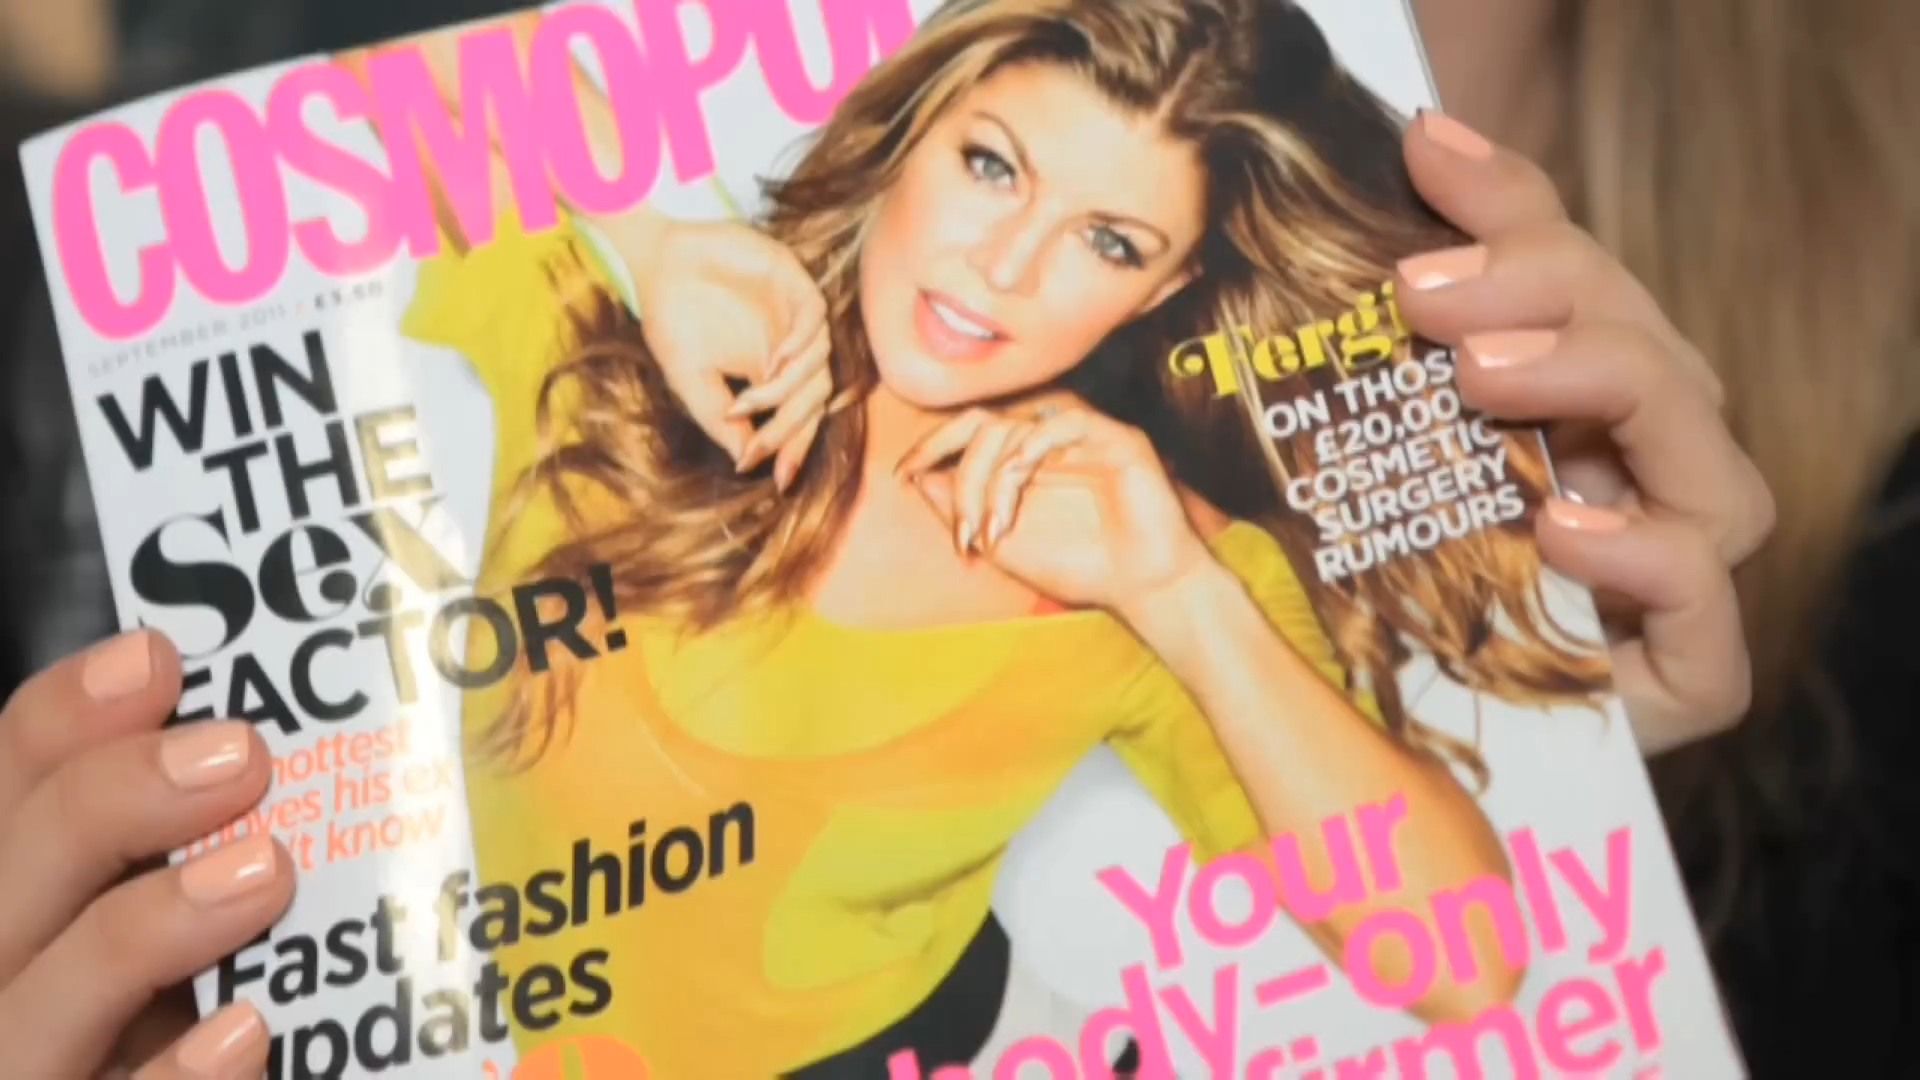 COSMOPOL
SEPTEMBER 2011 / £3.50
WIN
THE
Sex
FACTOR!
hottest
moves his ex
't know
Fast fashion
updates
Fergi
ON THOS
£20,00
COSMETIC
SURGERY
RUMOURS
Your
body-only
firmer